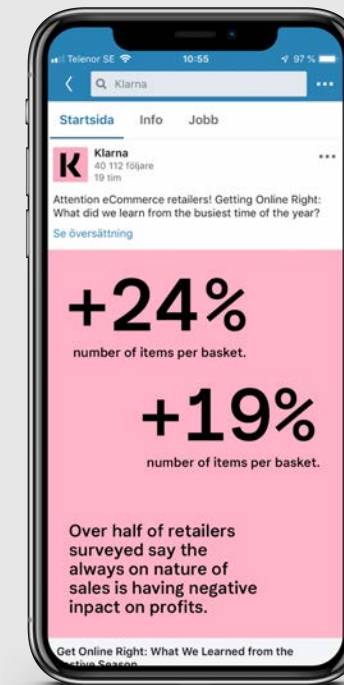 Telenor SE 10:55 97 %
Klarna
Startsida Info Jobb
K
Klarna
40 112 följare
19 tim
Attention eCommerce retailers! Getting Online Right:
What did we learn from the busiest time of the year?
Se översättning
+24%
number of items per basket.
+19%
number of items per basket.
Over half of retailers
surveyed say the
always on nature of
sales is having negative
inpact on profits.
Get Online Right: What We Learned from the
Festive Season